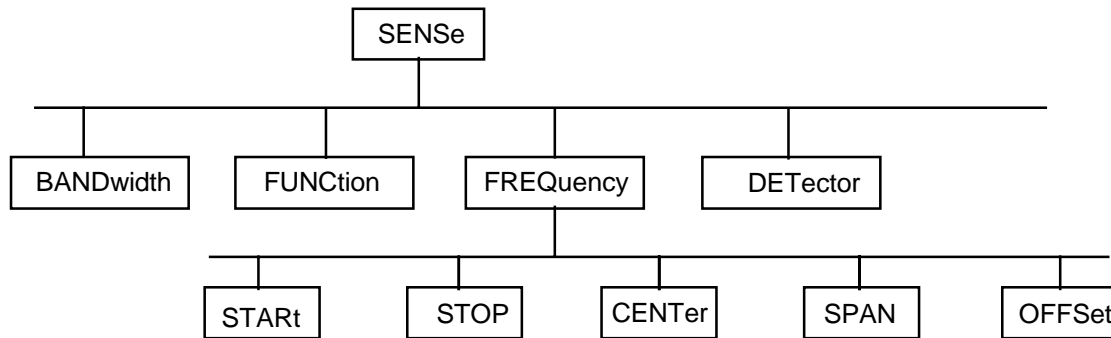 SENSe
BANDwidth FUNCtion FREQuency DETector
STARt STOP CENTer SPAN OFFSet